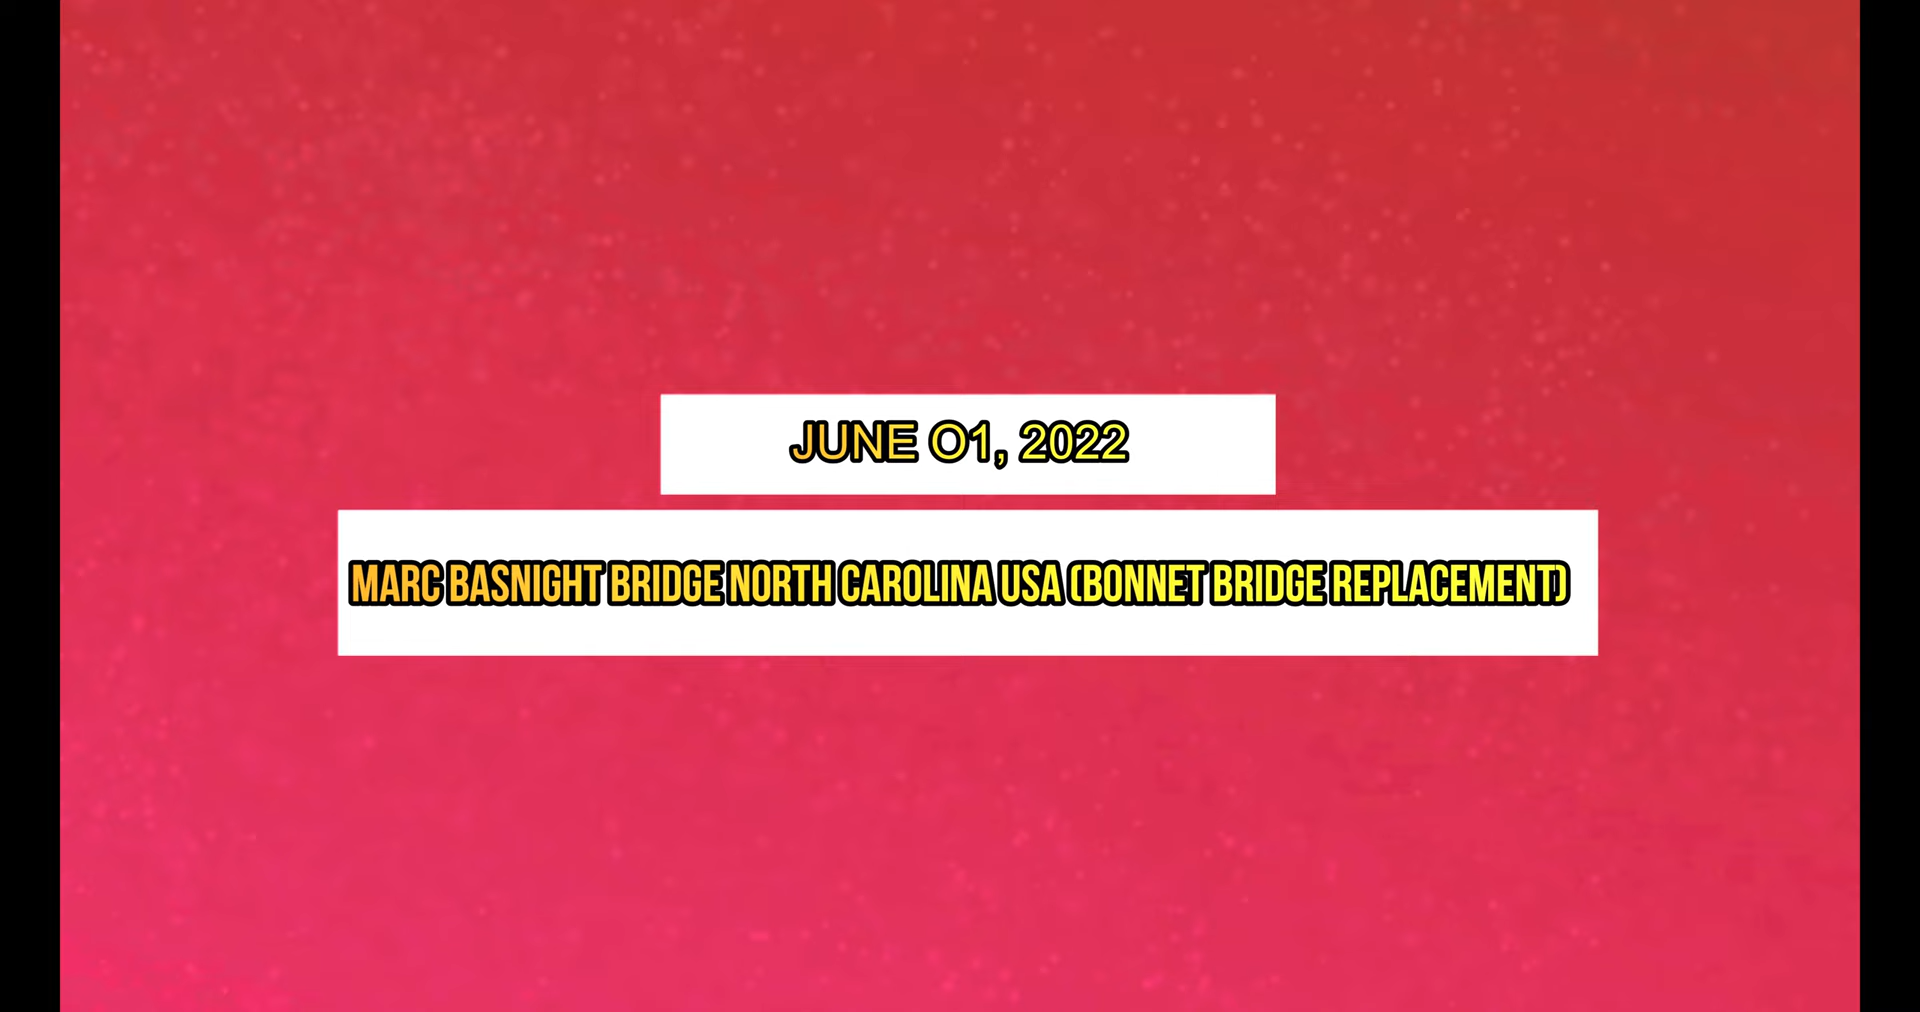 JUNE O1, 2022
MARC BASNIGHT BRIDGE NORTH CAROLINA USA (BONNET BRIDGE REPLACEMENT)